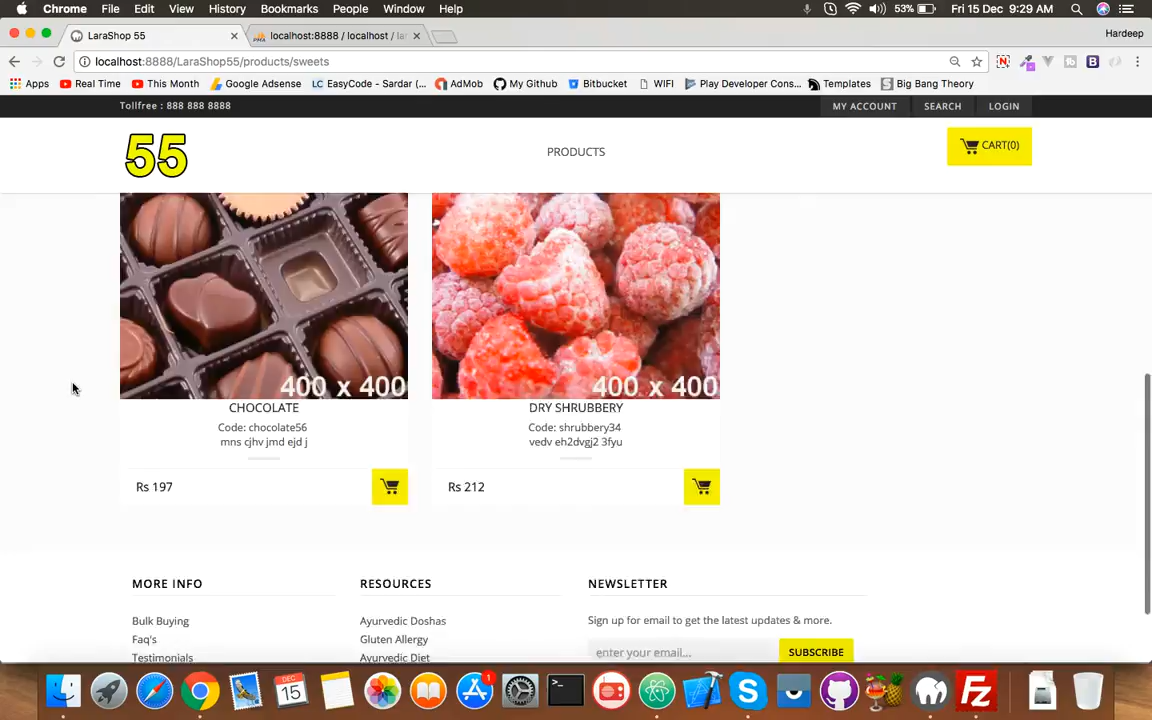 Chrome File Edit View History Bookmarks People Window Help 53% Fri 15 Dec 9:29 AM
LaraShop 55
localhost:8888 / localhost / la
Hardeep
localhost:8888/LaraShop55/products/sweets
Apps Real Time This Month Google Adsense EasyCode - Sardar (... AdMob My Github Bitbucket WIFI Play Developer Cons... Templates Big Bang Theory
Tollfree : 888 888 8888
MY ACCOUNT SEARCH LOGIN
55
PRODUCTS
CART(0)
400 x 400
400 x 400
CHOCOLATE
Code: chocolate56
mns cjhv jmd ejd j
Rs 197
DRY SHRUBBERY
Code: shrubbery34
vedv eh2dvgj2 3fyu
Rs 212
MORE INFO
Bulk Buying
Faq's
Testimonials
RESOURCES
Ayurvedic Doshas
Gluten Allergy
Ayurvedic Diet
NEWSLETTER
Sign up for email to get the latest updates & more.
enter your email...
SUBSCRIBE
DEC
15
1